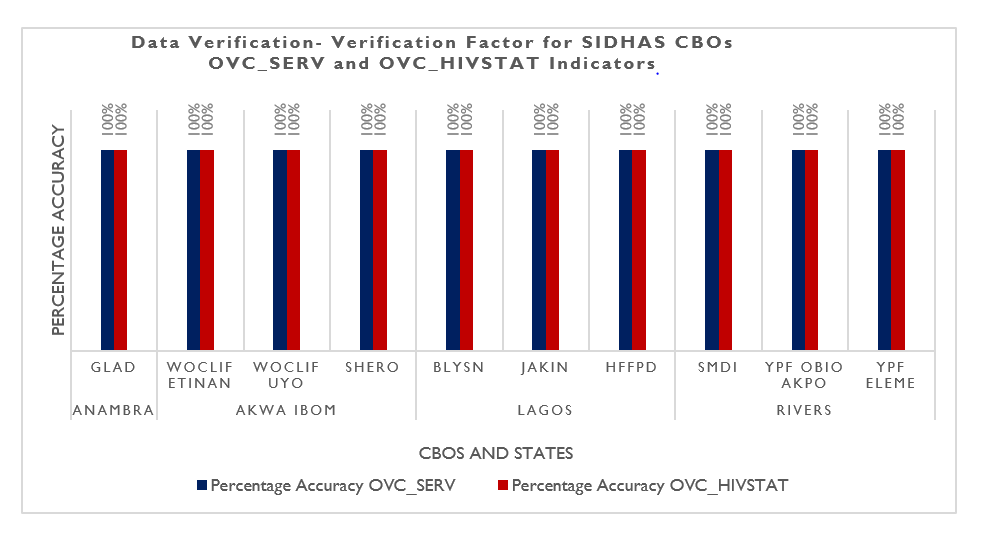 Data Verification- Verification Factor for SIDHAS CBOs
OVC_SERV and OVC_HIVSTAT Indicators.
PERCENTAGE ACCURACY
100% 100% 100% 100% 100% 100% 100% 100% 100% 100% 100% 100% 100% 100% 100% 100% 100% 100% 100% 100%
GLAD WOCLIF ETINAN WOCLIF UYO SHERO BLYSN JAKIN HFFPD SMDI YPF OBIO AKPO YPF ELEME
ANAMBRA AKWA IBOM LAGOS RIVERS
CBOS AND STATES
Percentage Accuracy OVC_SERV Percentage Accuracy OVC_HIVSTAT